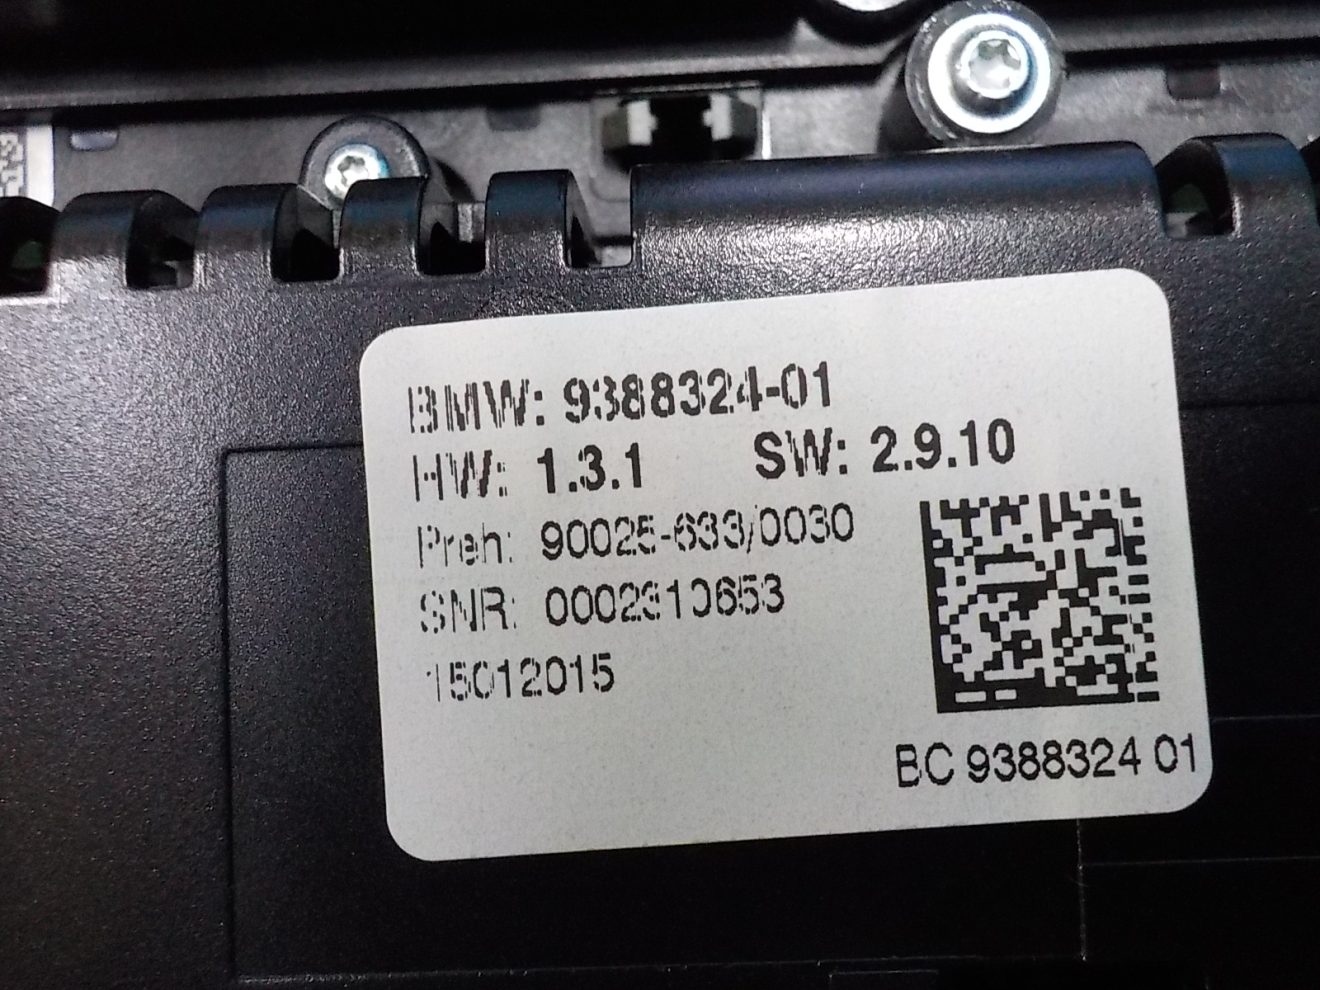 BMW: 9388324-01
HW: 1.3.1 SW: 2.9.10
Preh: 90025-633/0030
SNR: 0002310653
15012015
BC 9388324 01